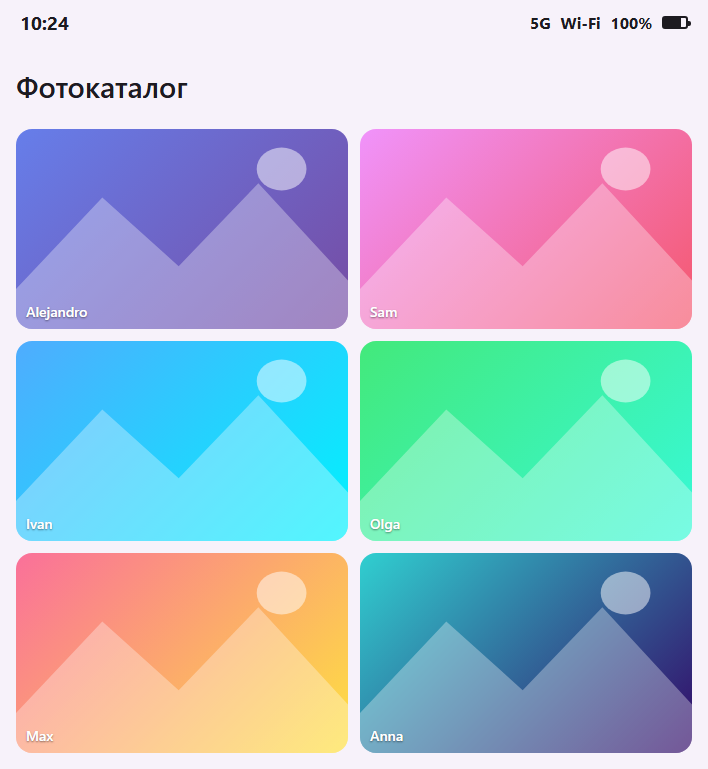 10:24 5G Wi-Fi 100%
Фотокаталог
Alejandro
Sam
Ivan
Olga
Max
Anna